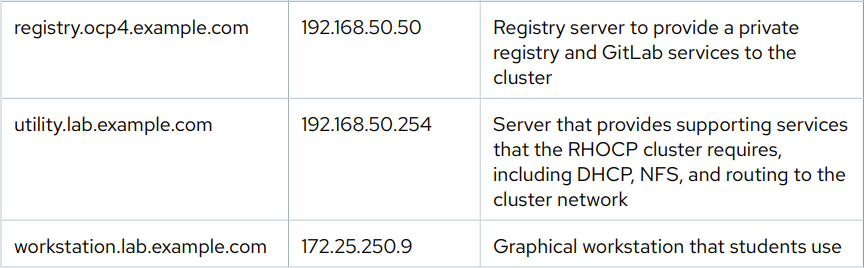 registry.ocp4.example.com 192.168.50.50 Registry server to provide a private
registry and GitLab services to the
cluster
utility.lab.example.com 192.168.50.254 Server that provides supporting services
that the RHOCP cluster requires,
including DHCP, NFS, and routing to the
cluster network
workstation.lab.example.com 172.25.250.9 Graphical workstation that students use